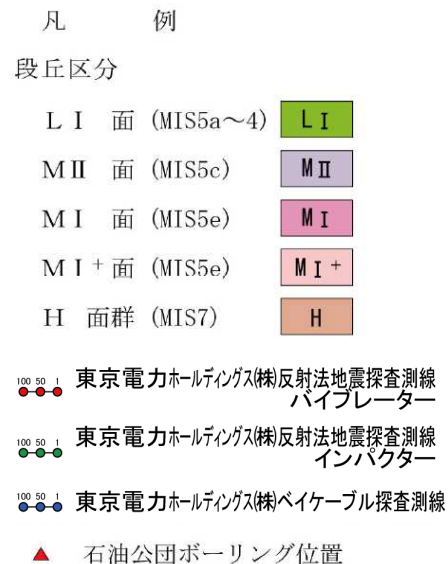 凡 例
段丘区分
LⅠ 面 (MIS5a～4) LⅠ
MⅡ 面 (MIS5c) MⅡ
MⅠ 面 (MIS5e) MⅠ
MⅠ⁺面 (MIS5e) MⅠ⁺
H 面群 (MIS7) H
100 50 1 東京電力ホールディングス(株)反射法地震探査測線
バイブレーター
100 50 1 東京電力ホールディングス(株)反射法地震探査測線
インパクター
100 50 1 東京電力ホールディングス(株)ベイケーブル探査測線
石油公団ボーリング位置